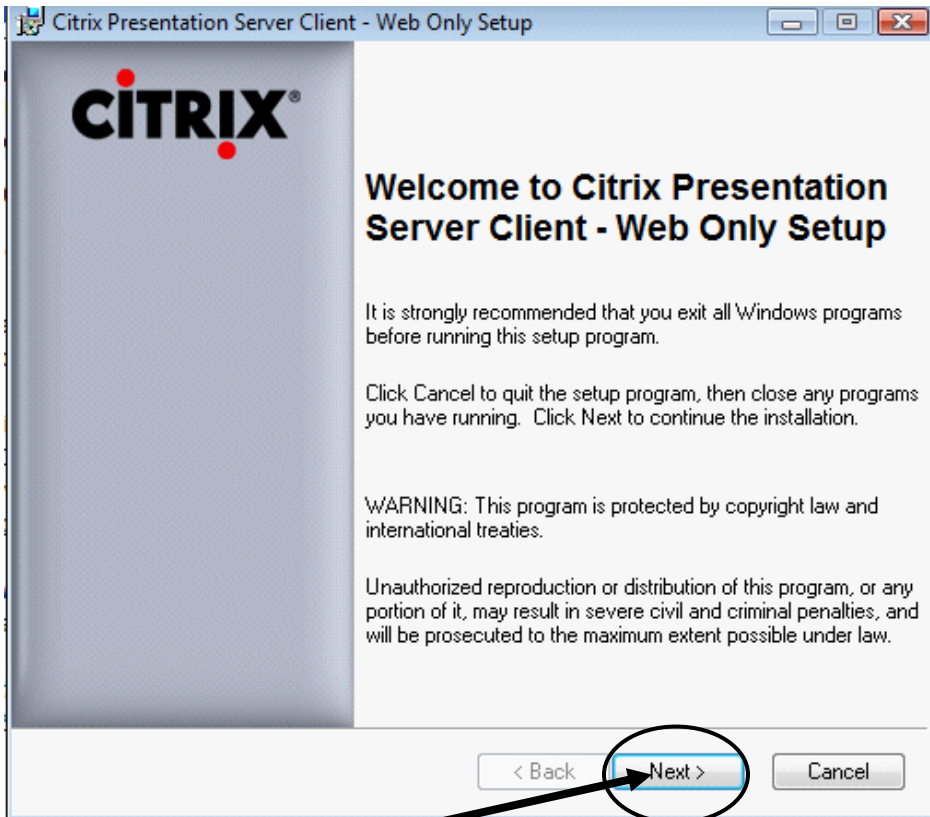 Citrix Presentation Server Client - Web Only Setup
CİTRỊX®
Welcome to Citrix Presentation
Server Client - Web Only Setup
It is strongly recommended that you exit all Windows programs
before running this setup program.
Click Cancel to quit the setup program, then close any programs
you have running.  Click Next to continue the installation.
WARNING: This program is protected by copyright law and
international treaties.
Unauthorized reproduction or distribution of this program, or any
portion of it, may result in severe civil and criminal penalties, and
will be prosecuted to the maximum extent possible under law.
< Back
Next >
Cancel